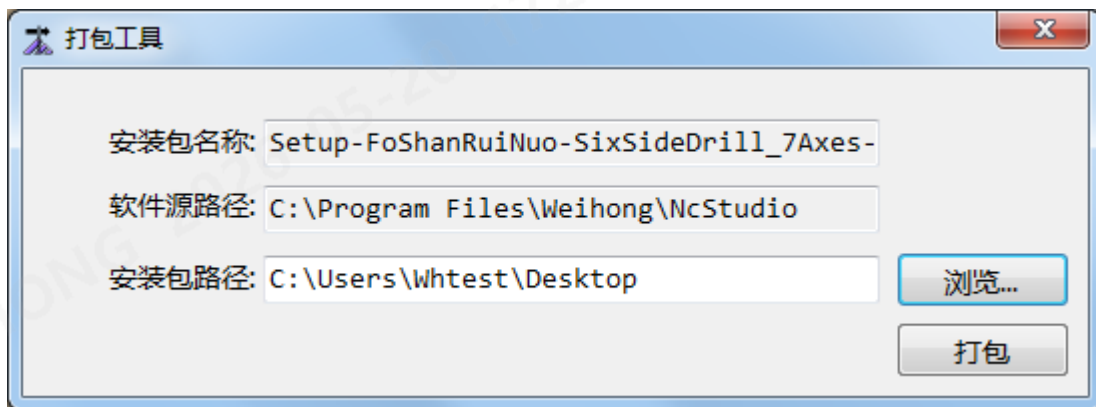 打包工具
安装包名称: Setup-FoShanRuiNuo-SixSideDrill_7Axes-
软件源路径: C:\Program Files\Weihong\NcStudio
安装包路径: C:\Users\Whtest\Desktop
浏览...
打包